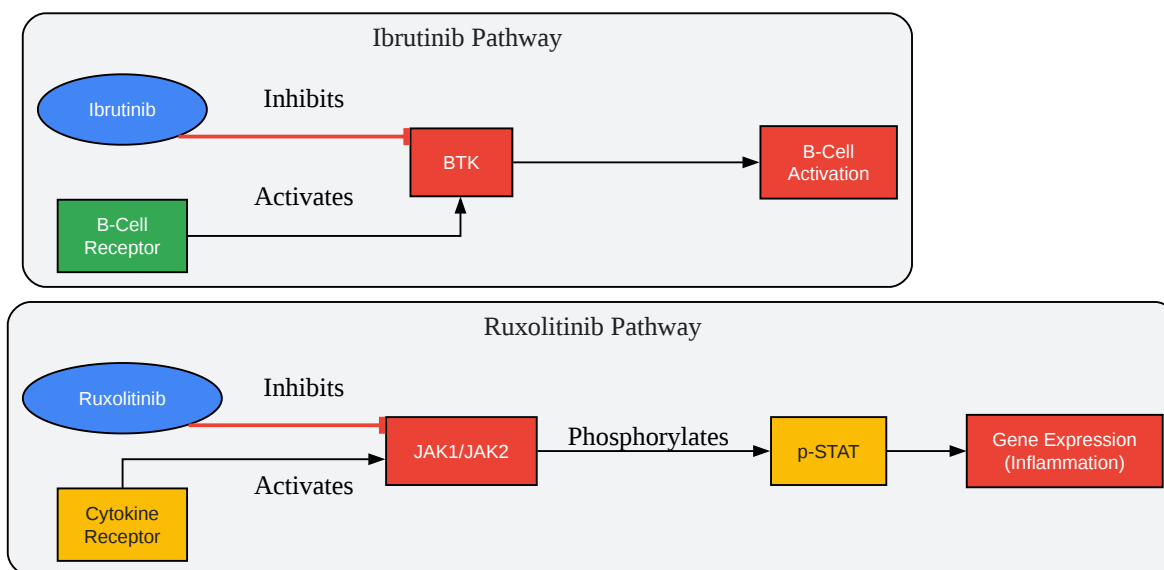 Ibrutinib Pathway
Ibrutinib
Inhibits
BTK
B-Cell
Activation
Activates
B-Cell
Receptor
Ruxolitinib Pathway
Ruxolitinib
Inhibits
JAK1/JAK2
Phosphorylates
p-STAT
Gene Expression
(Inflammation)
Activates
Cytokine
Receptor